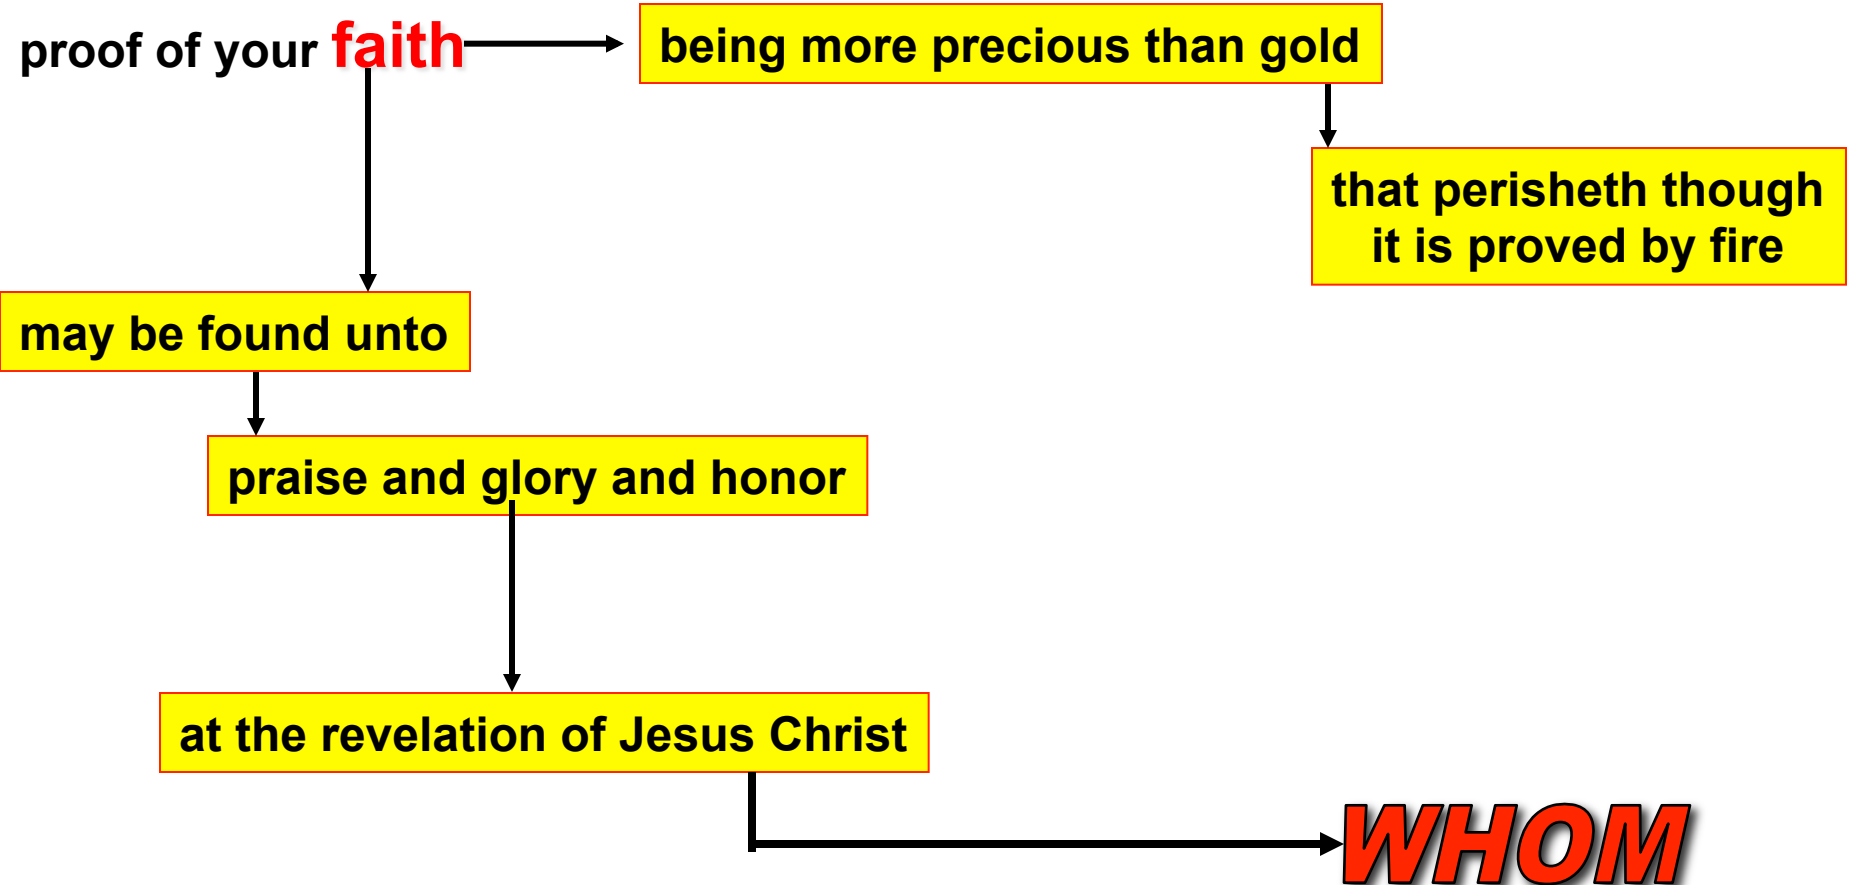 proof of your faith
being more precious than gold
that perisheth though
it is proved by fire
may be found unto
praise and glory and honor
at the revelation of Jesus Christ
WHOM